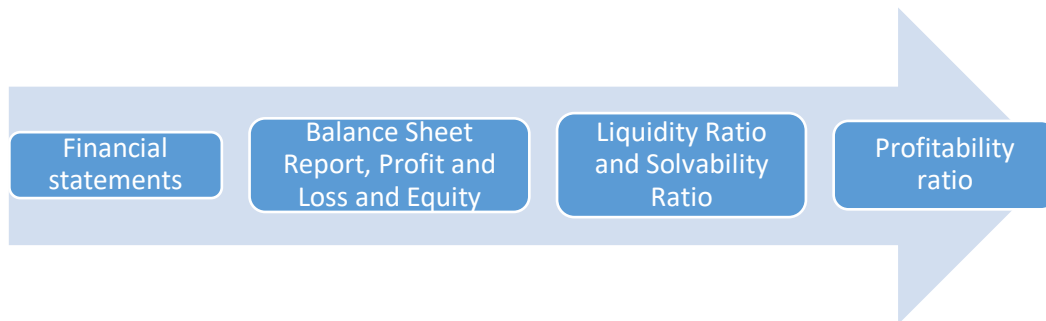 Financial
statements
Balance Sheet
Report, Profit and
Loss and Equity
Liquidity Ratio
and Solvability
Ratio
Profitability
ratio